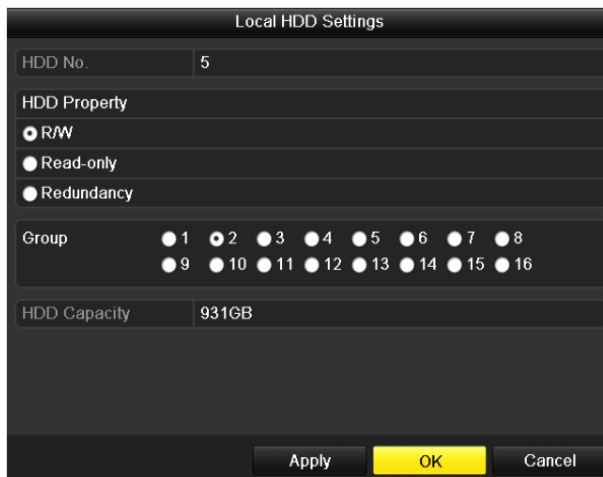 Local HDD Settings
HDD No. 5
HDD Property
R/W
Read-only
Redundancy
Group 1 2 3 4 5 6 7 8
9 10 11 12 13 14 15 16
HDD Capacity 931GB
Apply OK Cancel